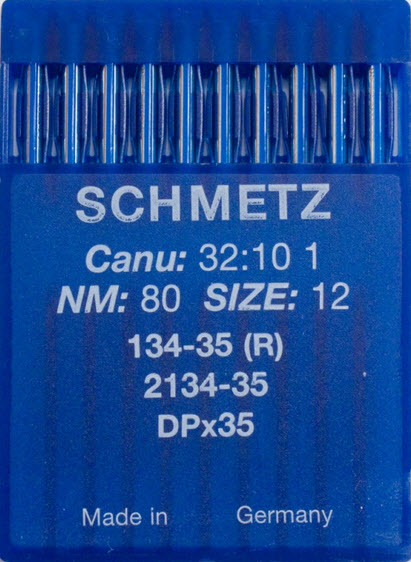 SCHMETZ
Canu: 32:10 1
NM: 80 SIZE: 12
134-35 (R)
2134-35
DPx35
Made in Germany